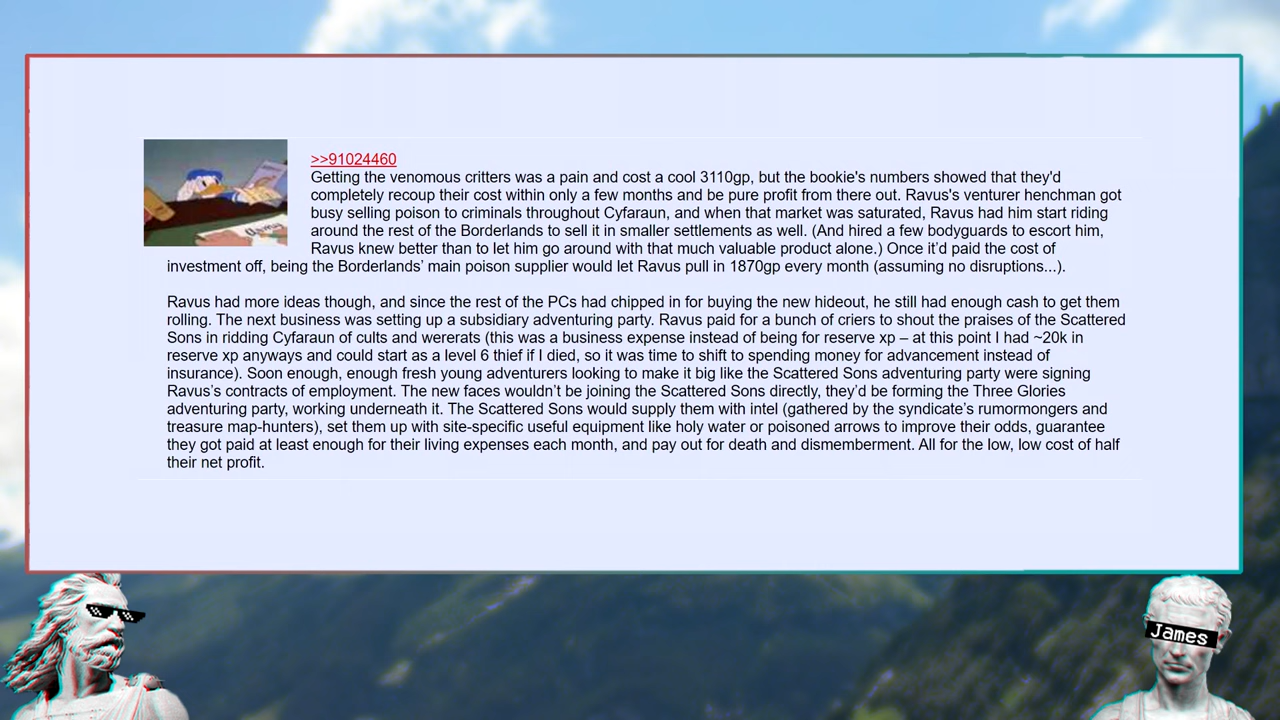 >>91024460
Getting the venomous critters was a pain and cost a cool 3110gp, but the bookie's numbers showed that they'd
completely recoup their cost within only a few months and be pure profit from there out. Ravus's venturer henchman got
busy selling poison to criminals throughout Cyfaraun, and when that market was saturated, Ravus had him start riding
around the rest of the Borderlands to sell it in smaller settlements as well. (And hired a few bodyguards to escort him,
Ravus knew better than to let him go around with that much valuable product alone.) Once it’d paid the cost of
investment off, being the Borderlands’ main poison supplier would let Ravus pull in 1870gp every month (assuming no disruptions...).
Ravus had more ideas though, and since the rest of the PCs had chipped in for buying the new hideout, he still had enough cash to get them
rolling. The next business was setting up a subsidiary adventuring party. Ravus paid for a bunch of criers to shout the praises of the Scattered
Sons in ridding Cyfaraun of cults and wererats (this was a business expense instead of being for reserve xp – at this point I had ~20k in
reserve xp anyways and could start as a level 6 thief if I died, so it was time to shift to spending money for advancement instead of
insurance). Soon enough, enough fresh young adventurers looking to make it big like the Scattered Sons adventuring party were signing
Ravus’s contracts of employment. The new faces wouldn’t be joining the Scattered Sons directly, they’d be forming the Three Glories
adventuring party, working underneath it. The Scattered Sons would supply them with intel (gathered by the syndicate’s rumormongers and
treasure map-hunters), set them up with site-specific useful equipment like holy water or poisoned arrows to improve their odds, guarantee
they got paid at least enough for their living expenses each month, and pay out for death and dismemberment. All for the low, low cost of half
their net profit.
James